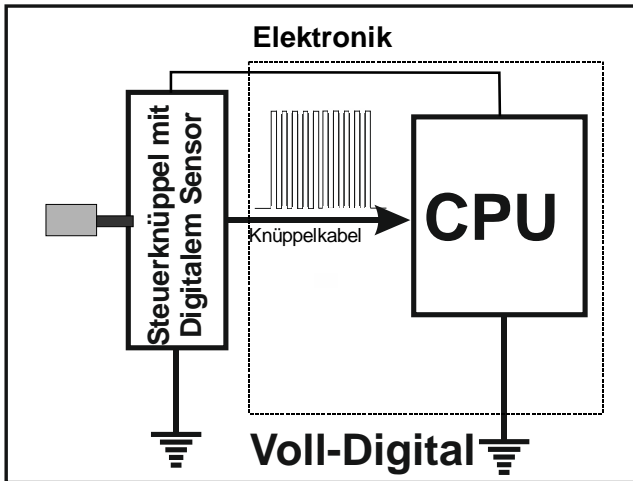 Elektronik
Steuerknüppel mit
Digitalem Sensor
Knüppelkabel
CPU
Voll-Digital